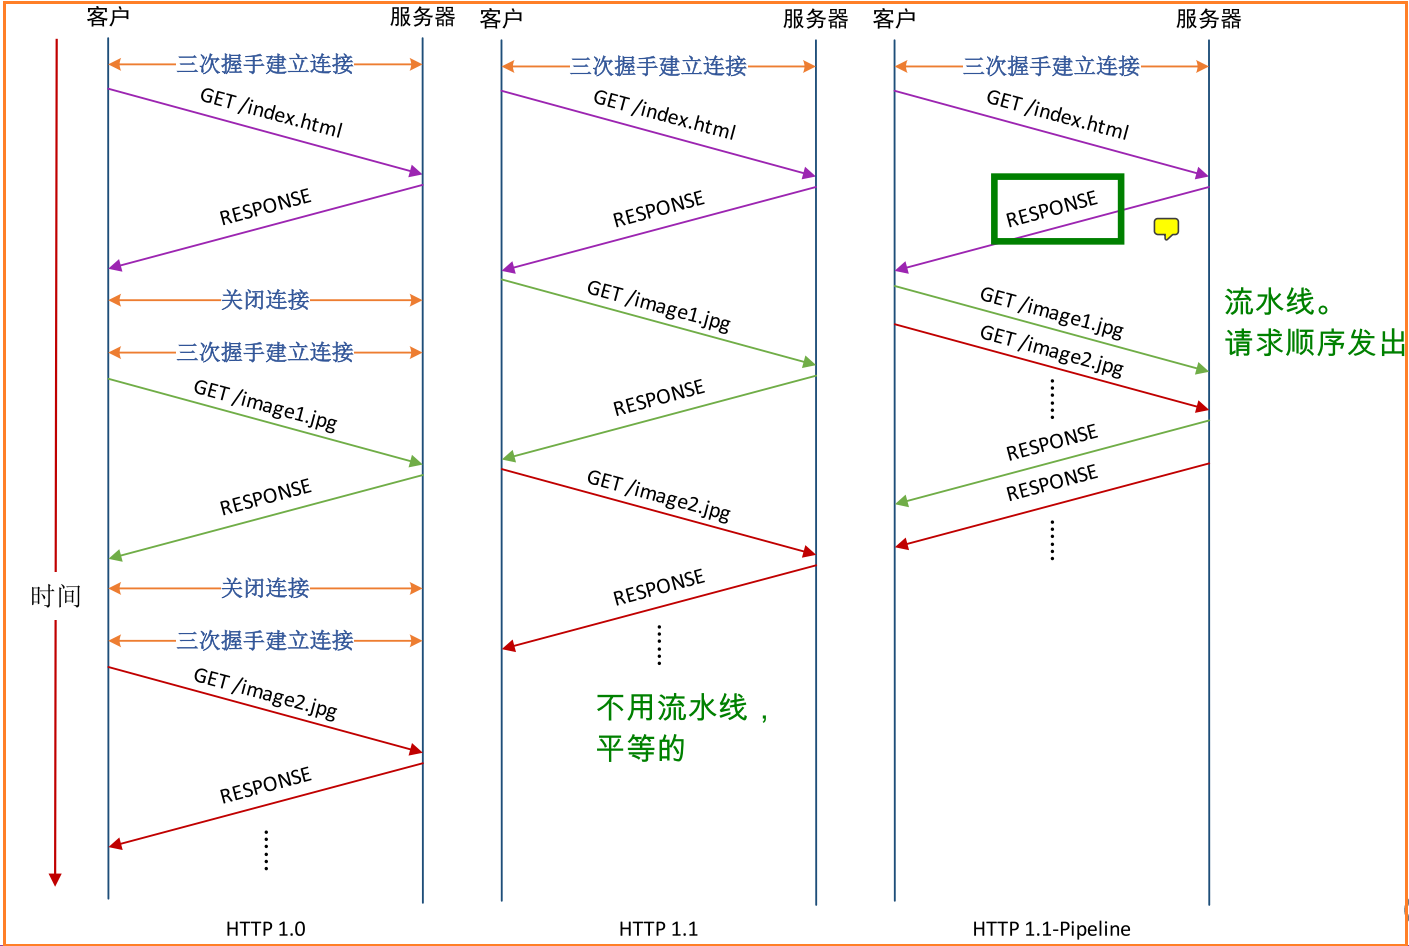 客户
服务器
三次握手建立连接
GET /index.html
RESPONSE
关闭连接
三次握手建立连接
GET /image1.jpg
RESPONSE
关闭连接
三次握手建立连接
GET /image2.jpg
RESPONSE
……
HTTP 1.0
时间
客户
服务器
三次握手建立连接
GET /index.html
RESPONSE
GET /image1.jpg
RESPONSE
GET /image2.jpg
RESPONSE
……
不用流水线，
平等的
HTTP 1.1
客户
服务器
三次握手建立连接
GET /index.html
RESPONSE
GET /image1.jpg
GET /image2.jpg
……
RESPONSE
RESPONSE
……
流水线。
请求顺序发出
HTTP 1.1-Pipeline